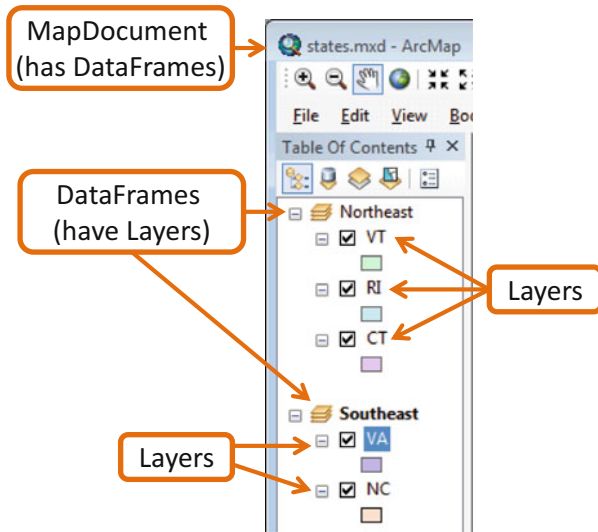 MapDocument
(has DataFrames)
states.mxd - ArcMap
File Edit View
Table Of Contents
DataFrames
(have Layers)
Northeast
VT
RI
Layers
CT
Southeast
VA
Layers
NC